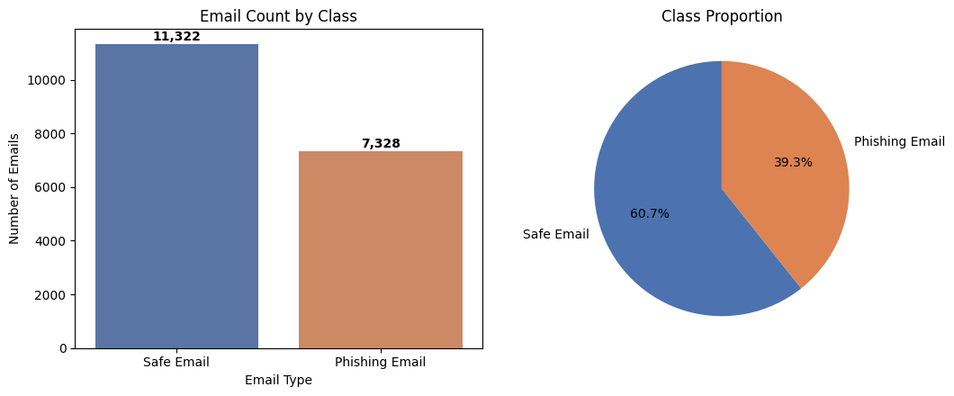 Email Count by Class
11,322
7,328
10000
8000
6000
4000
2000
0
Number of Emails
Safe Email
Phishing Email
Email Type
Class Proportion
Phishing Email
39.3%
60.7%
Safe Email